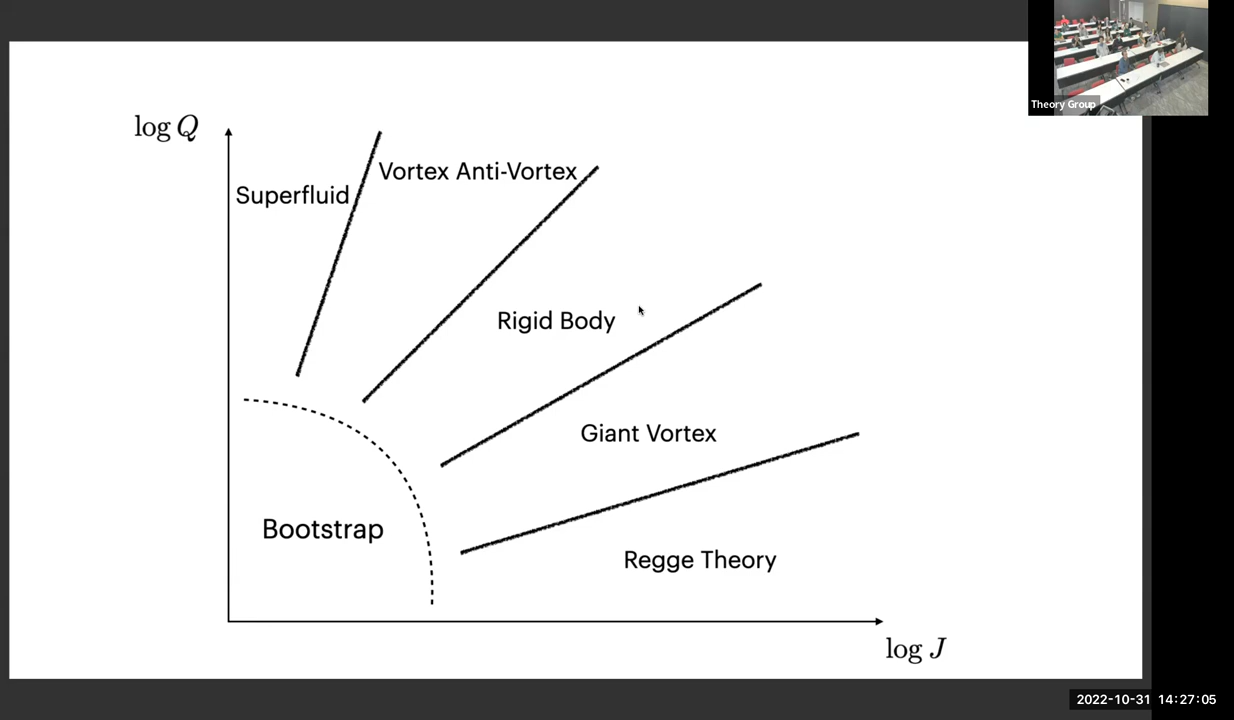 Theory Group
log Q
Vortex Anti-Vortex
Superfluid
Rigid Body
Giant Vortex
Bootstrap
Regge Theory
log J
2022-10-31 14:27:05